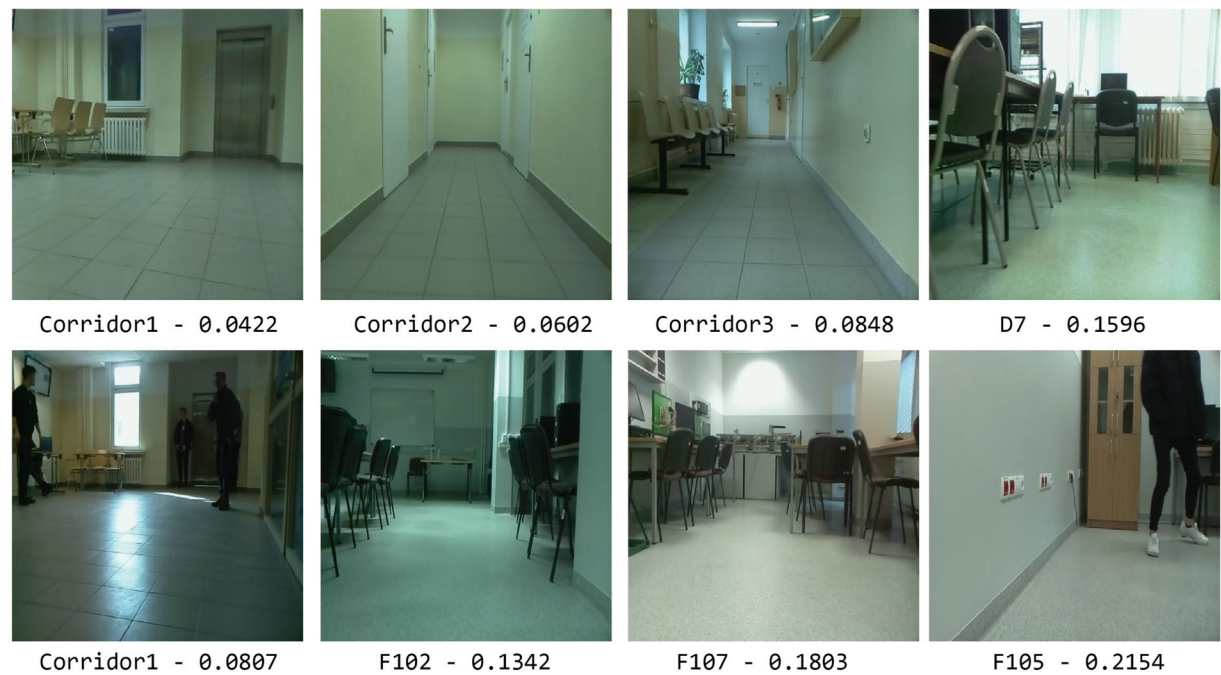 Corridor1 - 0.0422
Corridor2 - 0.0602
Corridor3 - 0.0848
D7 - 0.1596
Corridor1 - 0.0807
F102 - 0.1342
F107 - 0.1803
F105 - 0.2154